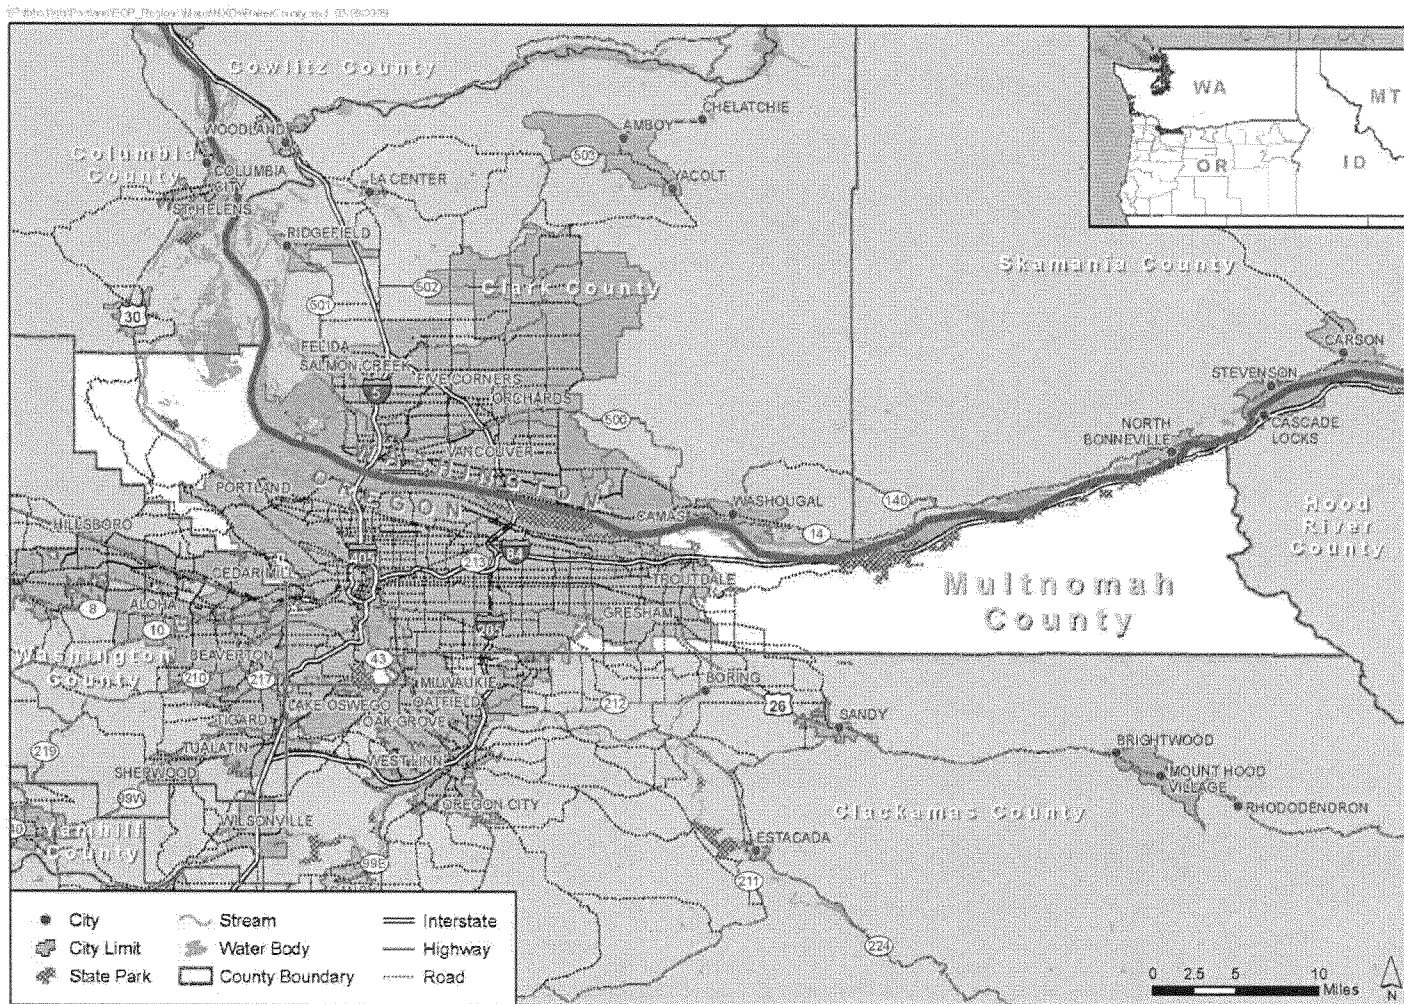 CANADA
WA
MT
OR
ID
Cowlitz County
CHELATCHIE
AMBOY
503
WOODLAND
Columbia
County
COLUMBIA
CITY
LA CENTER
YACOLT
ST HELENS
RIDGEFIELD
Skamania County
502
Clark County
501
30
CARSON
FELIDA
SALMON CREEK
STEVENSON
FIVE CORNERS
5
ORCHARDS
500
CASCADE
LOCKS
NORTH
BONNEVILLE
VANCOUVER
WASHINGTON
OREGON
PORTLAND
WASHOUGAL
140
CAMAS
14
Hood
River
County
HILLSBORO
405
213
84
CEDAR MILL
TROUTDALE
Multnomah
County
8
ALOHA
GRESHAM
10
205
Washington
County
BEAVERTON
43
210
217
MILWAUKIE
BORING
LAKE OSWEGO
OATFIELD
212
26
TIGARD
OAK GROVE
SANDY
219
TUALATIN
BRIGHTWOOD
SHERWOOD
WEST LINN
MOUNT HOOD
VILLAGE
99W
OREGON CITY
RHODODENDRON
WILSONVILLE
Clackamas County
Yamhill
County
ESTACADA
99E
211
224
City
Stream
Interstate
City Limit
Water Body
Highway
State Park
County Boundary
Road
0 2.5 5 10
Miles
N